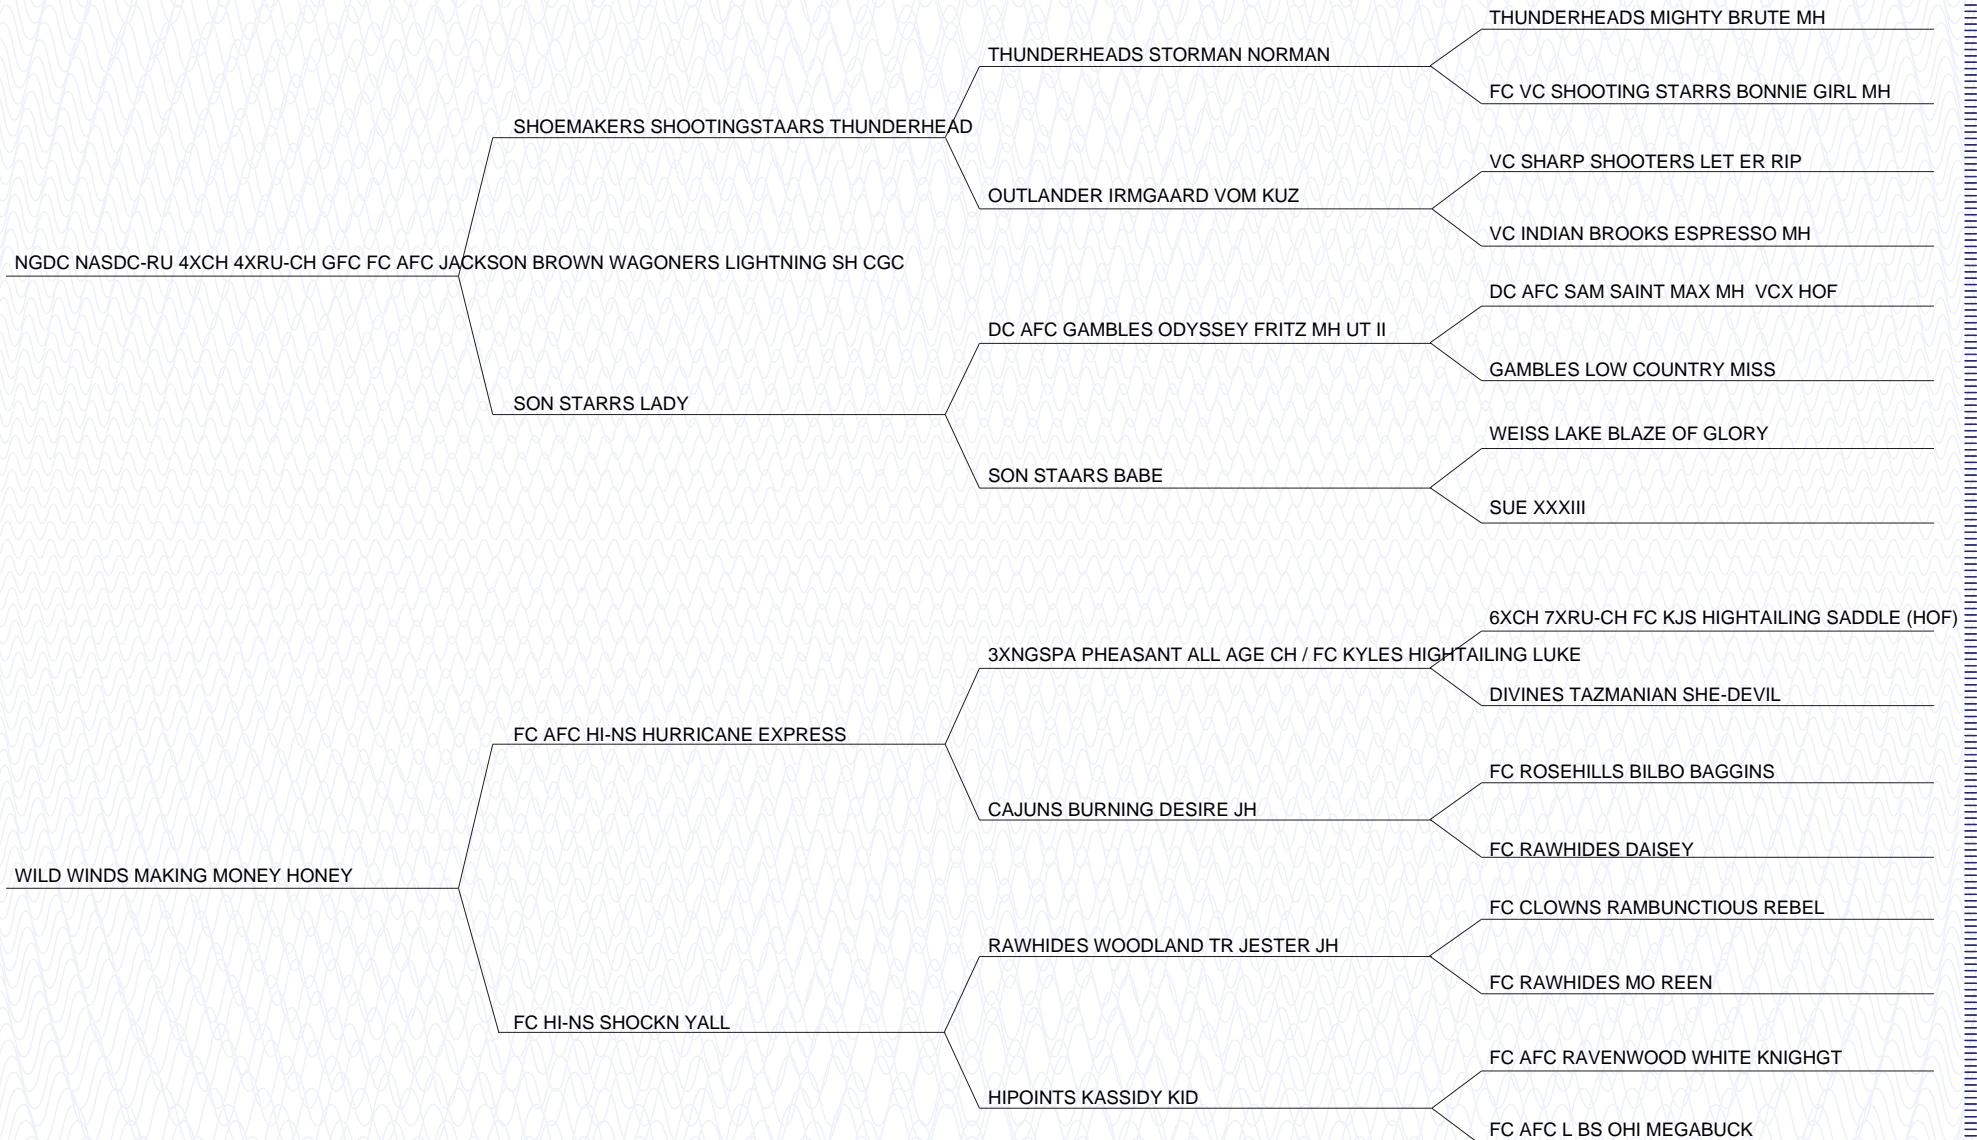 THUNDERHEADS MIGHTY BRUTE MH
THUNDERHEADS STORMAN NORMAN
FC VC SHOOTING STARRS BONNIE GIRL MH
SHOEMAKERS SHOOTINGSTAARS THUNDERHEAD
VC SHARP SHOOTERS LET ER RIP
OUTLANDER IRMGAARD VOM KUZ
VC INDIAN BROOKS ESPRESSO MH
NGDC NASDC-RU 4XCH 4XRU-CH GFC FC AFC JACKSON BROWN WAGONERS LIGHTNING SH CGC
DC AFC SAM SAINT MAX MH  VCX HOF
DC AFC GAMBLES ODYSSEY FRITZ MH UT II
GAMBLES LOW COUNTRY MISS
SON STARRS LADY
WEISS LAKE BLAZE OF GLORY
SON STAARS BABE
SUE XXXIII
6XCH 7XRU-CH FC KJS HIGHTAILING SADDLE (HOF)
3XNGSPA PHEASANT ALL AGE CH / FC KYLES HIGHTAILING LUKE
DIVINES TAZMANIAN SHE-DEVIL
FC AFC HI-NS HURRICANE EXPRESS
FC ROSEHILLS BILBO BAGGINS
CAJUNS BURNING DESIRE JH
FC RAWHIDES DAISEY
WILD WINDS MAKING MONEY HONEY
FC CLOWNS RAMBUNCTIOUS REBEL
RAWHIDES WOODLAND TR JESTER JH
FC RAWHIDES MO REEN
FC HI-NS SHOCKN YALL
FC AFC RAVENWOOD WHITE KNIGHGT
HIPOINTS KASSIDY KID
FC AFC L BS OHI MEGABUCK